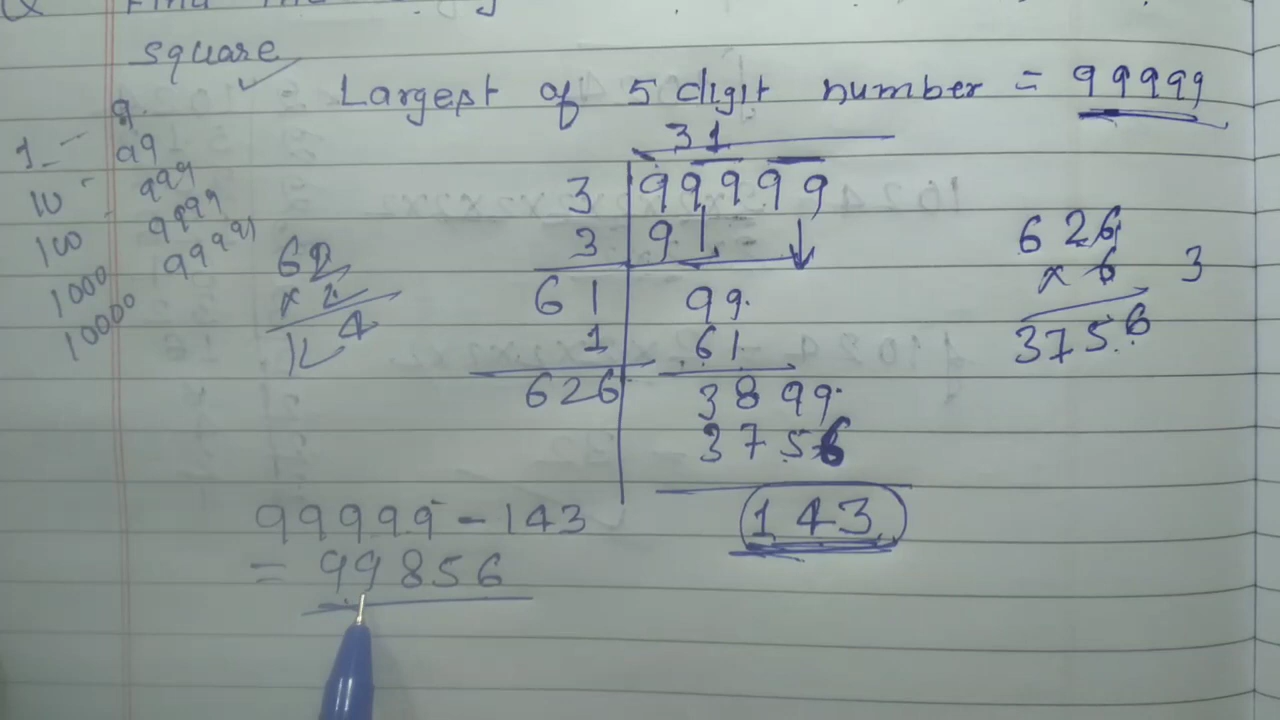 square
Largest of 5 digit number = 99999
9.
1 - 99
10 - 999
100 - 9999
1000 99999
10000
62
x 2
124
31
3 99999
3 9
61 99
1 61
626 3899
3756
143
626
x 6 3
3756
99999 - 143
= 99856